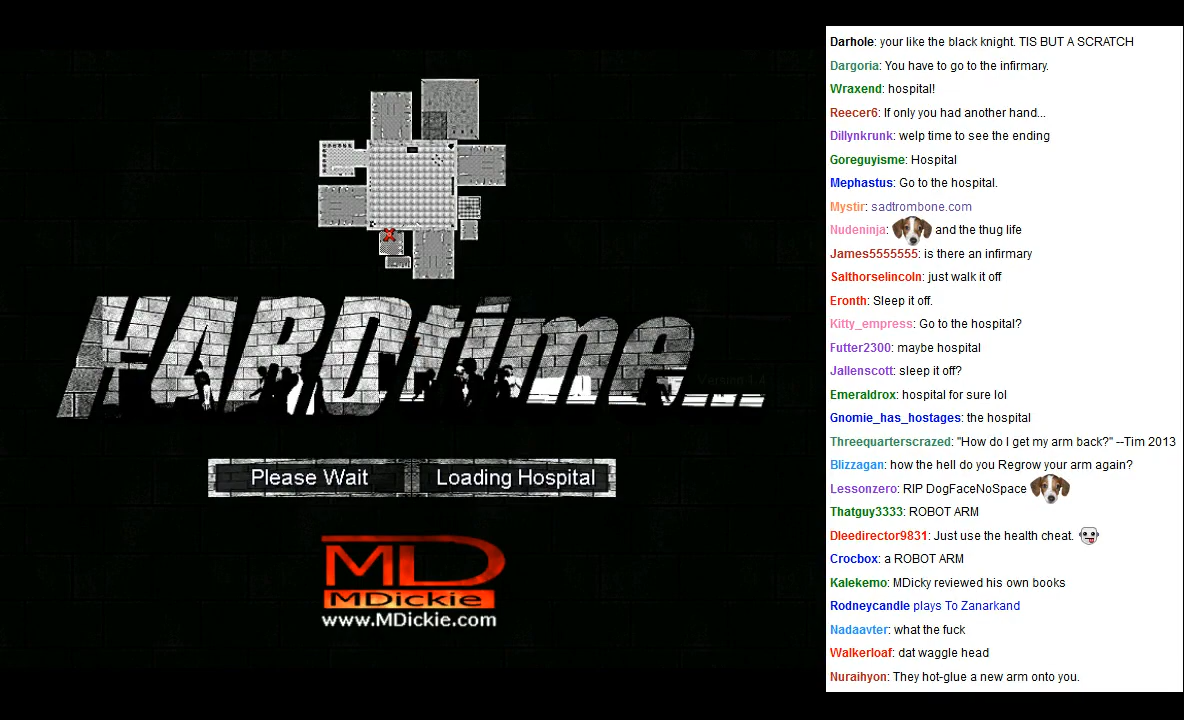 HARDtime...
Version 1.4
Please Wait
Loading Hospital
MD
MDickie
www.MDickie.com
Darhole: your like the black knight. TIS BUT A SCRATCH
Dargoria: You have to go to the infirmary.
Wraxend: hospital!
Reecer6: If only you had another hand...
Dillynkrunk: welp time to see the ending
Goreguyisme: Hospital
Mephastus: Go to the hospital.
Mystir: sadtrombone.com
Nudeninja: and the thug life
James5555555: is there an infirmary
Salthorselincoln: just walk it off
Eronth: Sleep it off.
Kitty_empress: Go to the hospital?
Futter2300: maybe hospital
Jallenscott: sleep it off?
Emeraldrox: hospital for sure lol
Gnomie_has_hostages: the hospital
Threequarterscrazed: "How do I get my arm back?" --Tim 2013
Blizzagan: how the hell do you Regrow your arm again?
Lessonzero: RIP DogFaceNoSpace
Thatguy3333: ROBOT ARM
Dleedirector9831: Just use the health cheat.
Crocbox: a ROBOT ARM
Kalekemo: MDicky reviewed his own books
Rodneycandle plays To Zanarkand
Nadaavter: what the fuck
Walkerloaf: dat waggle head
Nuraihyon: They hot-glue a new arm onto you.